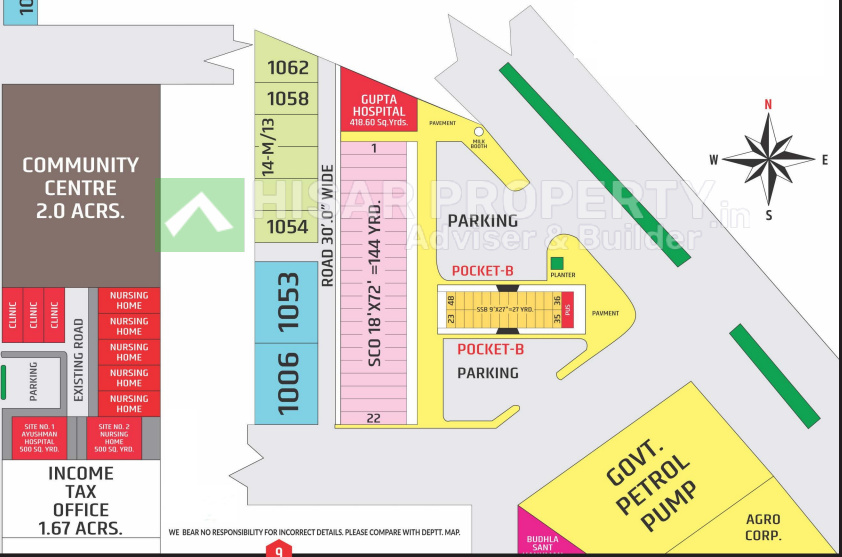 10
COMMUNITY
CENTRE
2.0 ACRS.
1062
1058
14-M/13
1054
1053
1006
ROAD 30'.0" WIDE
GUPTA
HOSPITAL
418.60 Sq.Yrds.
1
SCO 18'X72' =144 YRD.
22
PAVEMENT
MILK
BOOTH
N
W
E
S
HISAR PROPERTY.in
Adviser & Builder
PARKING
POCKET-B
PLANTER
48
23
SSB 9'X27'=27 YRD.
36
35
PUS
PAVMENT
POCKET-B
PARKING
CLINIC
CLINIC
CLINIC
EXISTING ROAD
NURSING
HOME
NURSING
HOME
NURSING
HOME
NURSING
HOME
NURSING
HOME
PARKING
SITE NO. 1
AYUSHMAN
HOSPITAL
500 SQ. YRD.
SITE NO. 2
NURSING
HOME
500 SQ. YRD.
INCOME
TAX
OFFICE
1.67 ACRS.
GOVT.
PETROL
PUMP
AGRO
CORP.
BUDHLA
SANT
WE BEAR NO RESPONSIBILITY FOR INCORRECT DETAILS. PLEASE COMPARE WITH DEPTT. MAP.
9